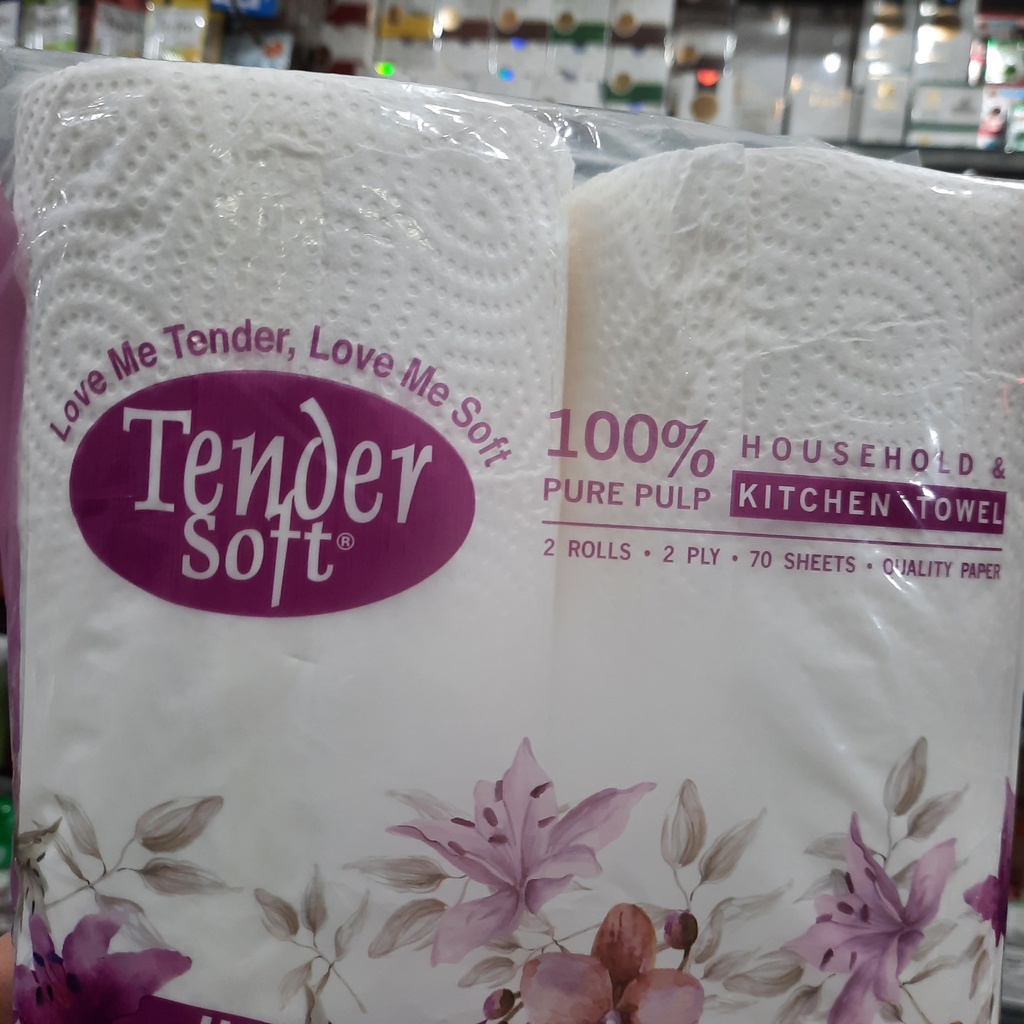 Love Me Tender, Love Me Soft
Tender
Soft®
100%
PURE PULP
HOUSEHOLD &
KITCHEN TOWEL
2 ROLLS • 2 PLY • 70 SHEETS • QUALITY PAPER